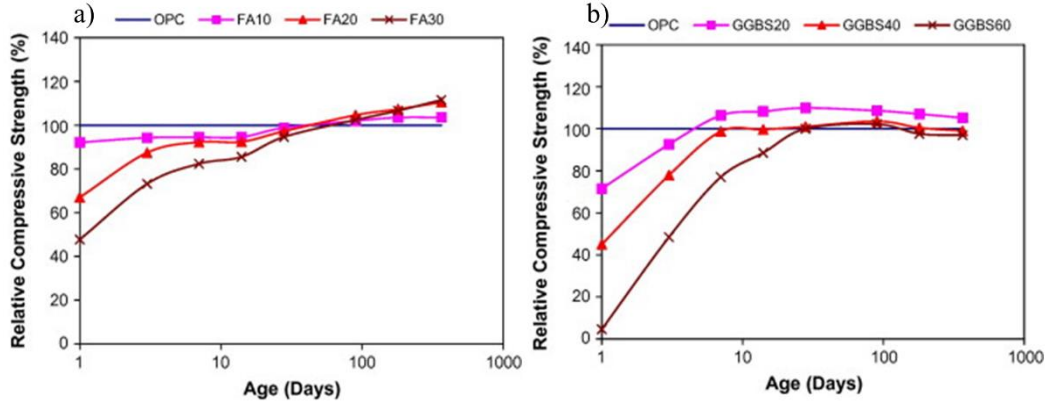 a)
OPC FA10 FA20 FA30
Relative Compressive Strength (%)
140
120
100
80
60
40
20
0
1 10 100 1000
Age (Days)
b)
OPC GGBS20 GGBS40 GGBS60
Relative Compressive Strength (%)
140
120
100
80
60
40
20
0
1 10 100 1000
Age (Days)